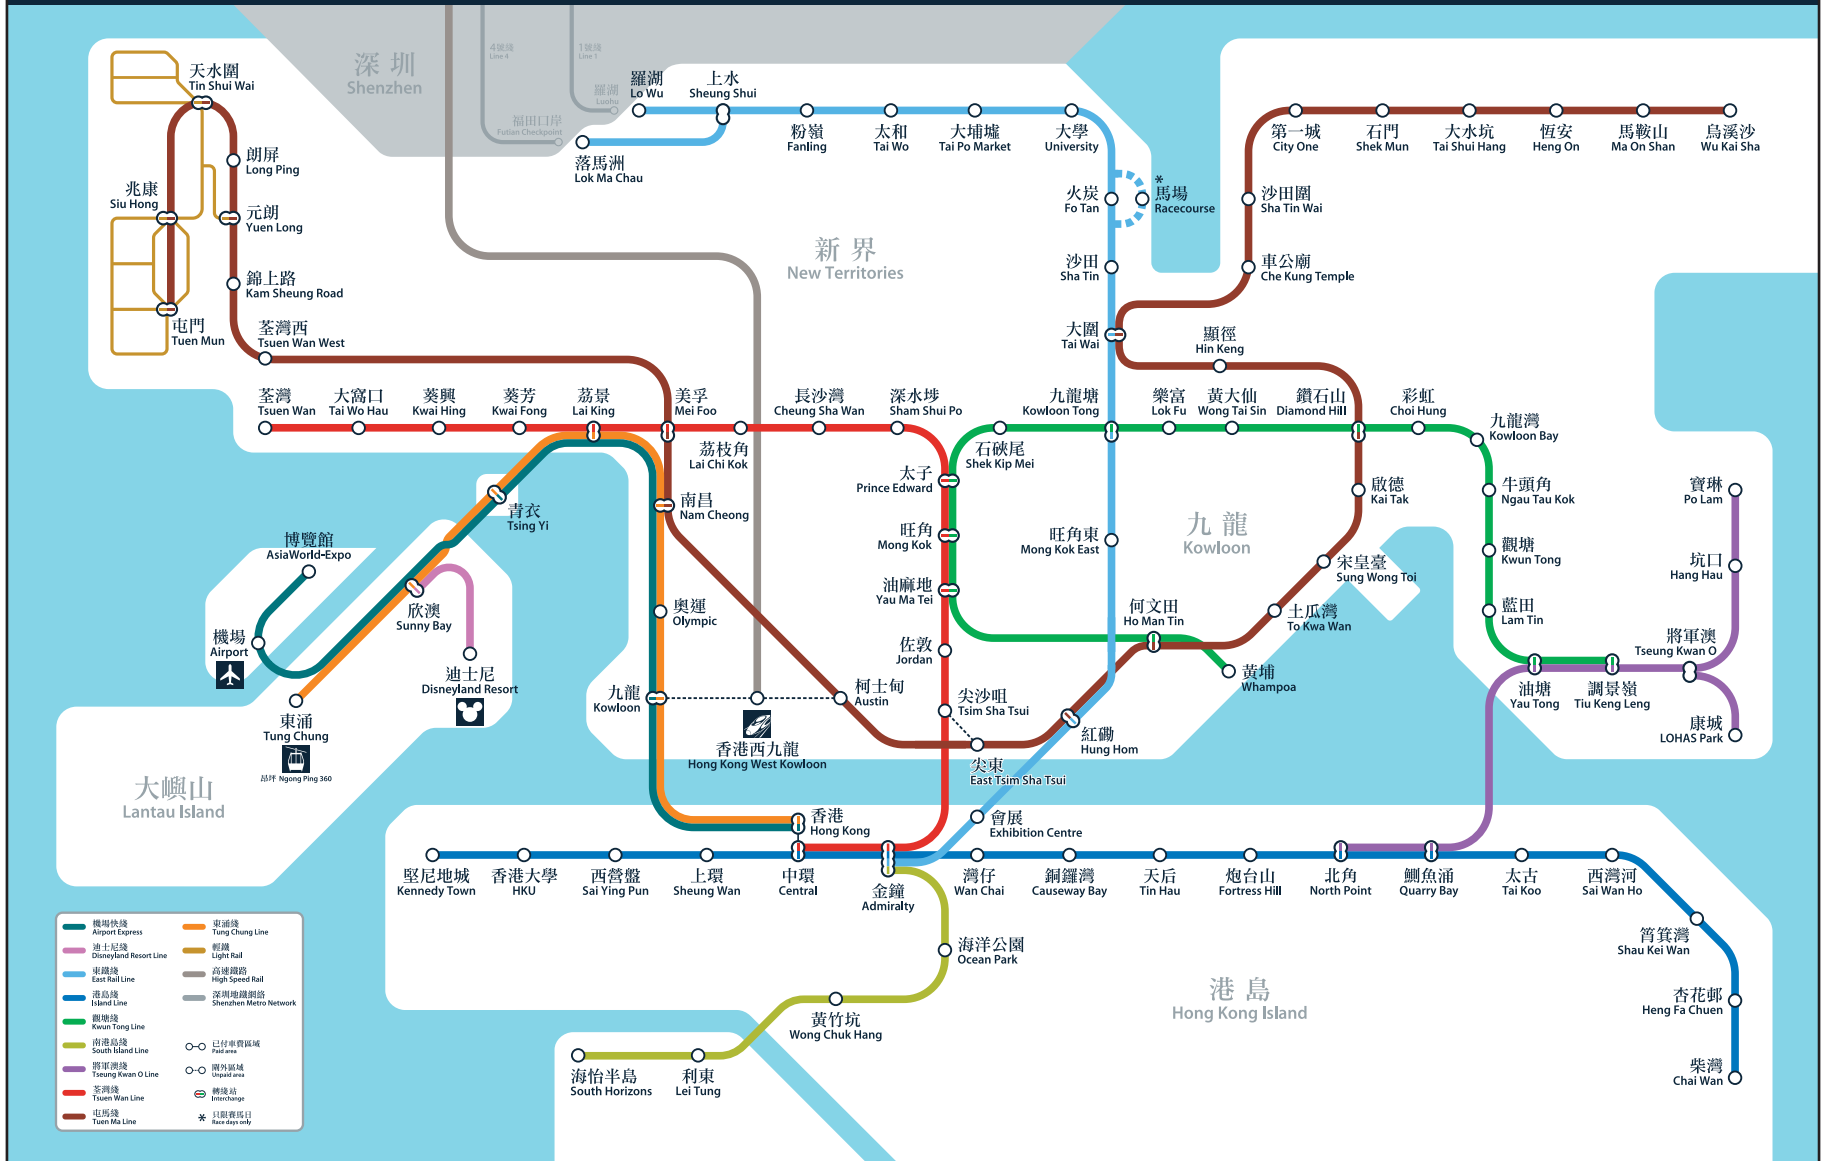 深圳
Shenzhen
4號綫
Line 4
1號綫
Line 1
羅湖
Luohu
福田口岸
Futian Checkpoint
天水圍
Tin Shui Wai
朗屏
Long Ping
兆康
Siu Hong
元朗
Yuen Long
錦上路
Kam Sheung Road
屯門
Tuen Mun
荃灣西
Tsuen Wan West
羅湖
Lo Wu
上水
Sheung Shui
落馬洲
Lok Ma Chau
粉嶺
Fanling
太和
Tai Wo
大埔墟
Tai Po Market
大學
University
火炭
Fo Tan
*
馬場
Racecourse
沙田
Sha Tin
大圍
Tai Wai
新界
New Territories
第一城
City One
石門
Shek Mun
大水坑
Tai Shui Hang
恆安
Heng On
馬鞍山
Ma On Shan
烏溪沙
Wu Kai Sha
沙田圍
Sha Tin Wai
車公廟
Che Kung Temple
顯徑
Hin Keng
荃灣
Tsuen Wan
大窩口
Tai Wo Hau
葵興
Kwai Hing
葵芳
Kwai Fong
荔景
Lai King
美孚
Mei Foo
荔枝角
Lai Chi Kok
長沙灣
Cheung Sha Wan
深水埗
Sham Shui Po
石硤尾
Shek Kip Mei
九龍塘
Kowloon Tong
樂富
Lok Fu
黃大仙
Wong Tai Sin
鑽石山
Diamond Hill
彩虹
Choi Hung
九龍灣
Kowloon Bay
牛頭角
Ngau Tau Kok
觀塘
Kwun Tong
藍田
Lam Tin
油塘
Yau Tong
調景嶺
Tiu Keng Leng
將軍澳
Tseung Kwan O
寶琳
Po Lam
坑口
Hang Hau
康城
LOHAS Park
太子
Prince Edward
旺角
Mong Kok
油麻地
Yau Ma Tei
佐敦
Jordan
尖沙咀
Tsim Sha Tsui
尖東
East Tsim Sha Tsui
旺角東
Mong Kok East
九龍
Kowloon
啟德
Kai Tak
宋皇臺
Sung Wong Toi
土瓜灣
To Kwa Wan
何文田
Ho Man Tin
黃埔
Whampoa
紅磡
Hung Hom
青衣
Tsing Yi
南昌
Nam Cheong
奧運
Olympic
九龍
Kowloon
柯士甸
Austin
香港西九龍
Hong Kong West Kowloon
博覽館
AsiaWorld-Expo
機場
Airport
欣澳
Sunny Bay
迪士尼
Disneyland Resort
東涌
Tung Chung
昂坪 Ngong Ping 360
大嶼山
Lantau Island
香港
Hong Kong
會展
Exhibition Centre
堅尼地城
Kennedy Town
香港大學
HKU
西營盤
Sai Ying Pun
上環
Sheung Wan
中環
Central
金鐘
Admiralty
灣仔
Wan Chai
銅鑼灣
Causeway Bay
天后
Tin Hau
炮台山
Fortress Hill
北角
North Point
鰂魚涌
Quarry Bay
太古
Tai Koo
西灣河
Sai Wan Ho
筲箕灣
Shau Kei Wan
杏花邨
Heng Fa Chuen
柴灣
Chai Wan
海洋公園
Ocean Park
黃竹坑
Wong Chuk Hang
利東
Lei Tung
海怡半島
South Horizons
港島
Hong Kong Island
機場快綫
Airport Express
迪士尼綫
Disneyland Resort Line
東鐵綫
East Rail Line
港島綫
Island Line
觀塘綫
Kwun Tong Line
南港島綫
South Island Line
將軍澳綫
Tseung Kwan O Line
荃灣綫
Tsuen Wan Line
屯馬綫
Tuen Ma Line
東涌綫
Tung Chung Line
輕鐵
Light Rail
高速鐵路
High Speed Rail
深圳地鐵網絡
Shenzhen Metro Network
已付車費區域
Paid area
閘外區域
Unpaid area
轉綫站
Interchange
* 只限賽馬日
Race days only